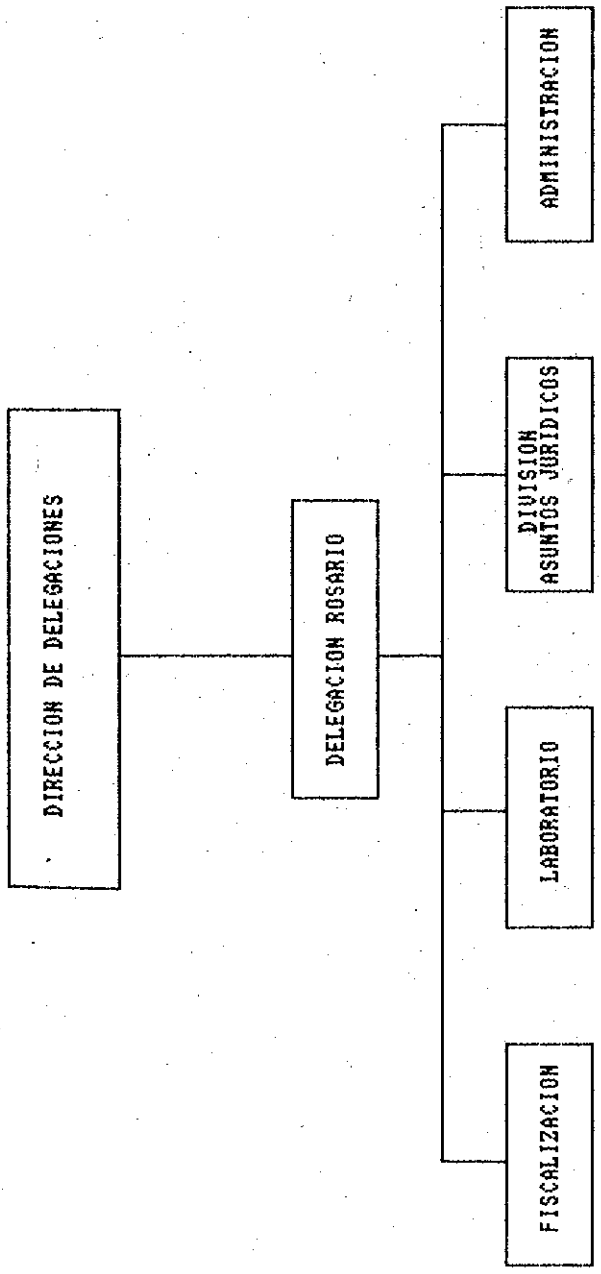 DIRECCION DE DELEGACIONES
DELEGACION ROSARIO
FISCALIZACION
LABORATORIO
DIVISION
ASUNTOS JURIDICOS
ADMINISTRACION